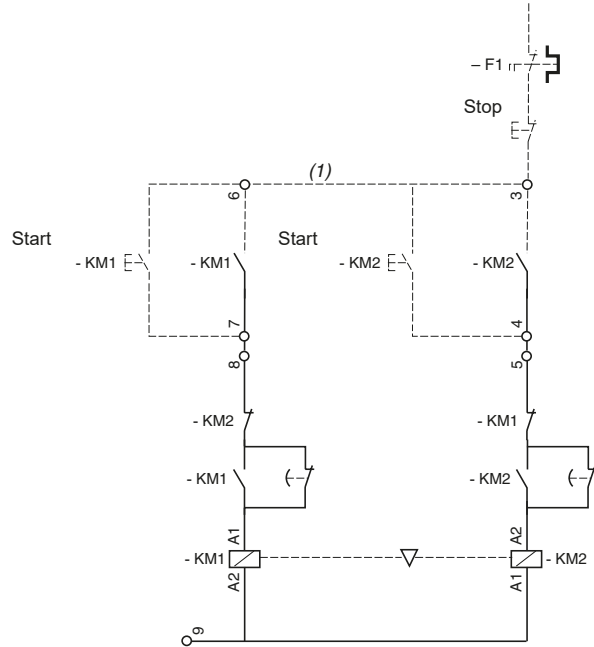 – F1
Stop
(1)
6
3
Start
Start
- KM1
- KM1
- KM2
- KM2
7
4
8
5
- KM2
- KM1
- KM1
- KM2
A1
A2
- KM1
- KM2
A2
A1
9